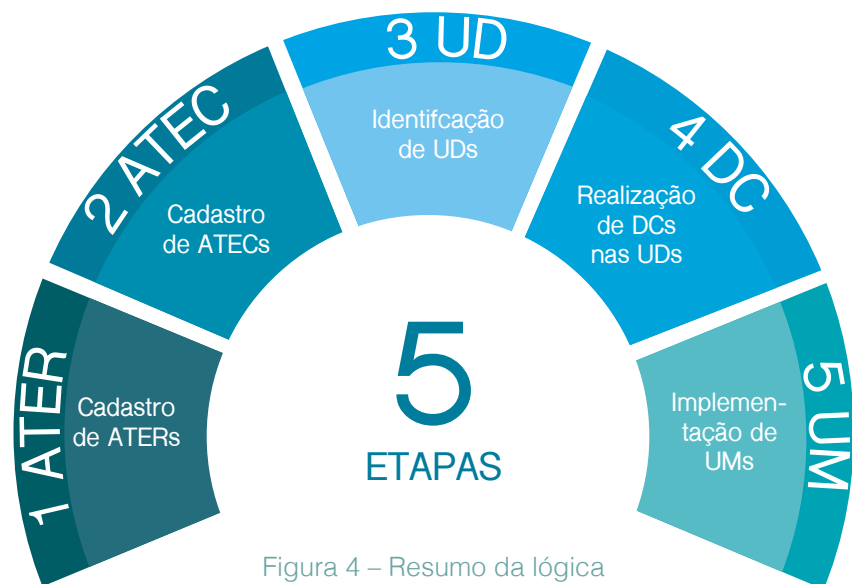 1 ATER
Cadastro
de ATERs
2 ATEC
Cadastro
de ATECs
3 UD
Identifcação
de UDs
4 DC
Realização
de DCs
nas UDs
5 UM
Implemen-
tação de
UMs
5
ETAPAS
Figura 4 – Resumo da lógica